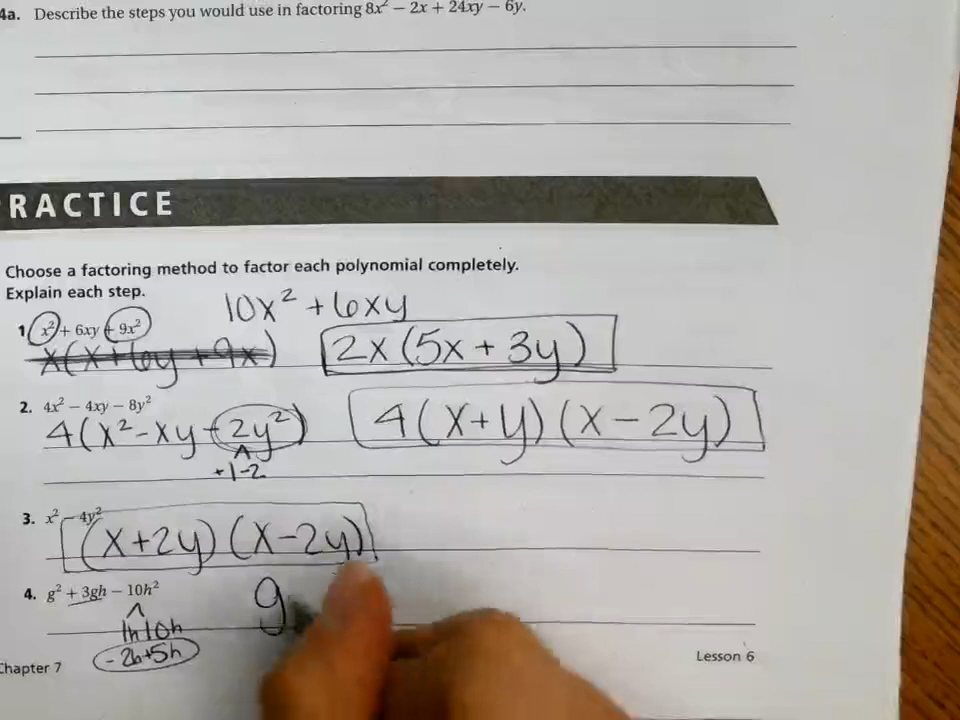 4a. Describe the steps you would use in factoring 8x² − 2x + 24xy − 6y.
RACTICE
Choose a factoring method to factor each polynomial completely.
Explain each step.
10x² + 6xy
1 x² + 6xy + 9x²
x(x+6y+9x) 2x(5x + 3y)
2. 4x² − 4xy − 8y²
4(x²−xy−2y²) 4(x+y)(x−2y)
+1−2
3. x² − 4y²
(x+2y)(x−2y)
4. g² + 3gh − 10h² g
1h10h
−2h+5h
Chapter 7 Lesson 6